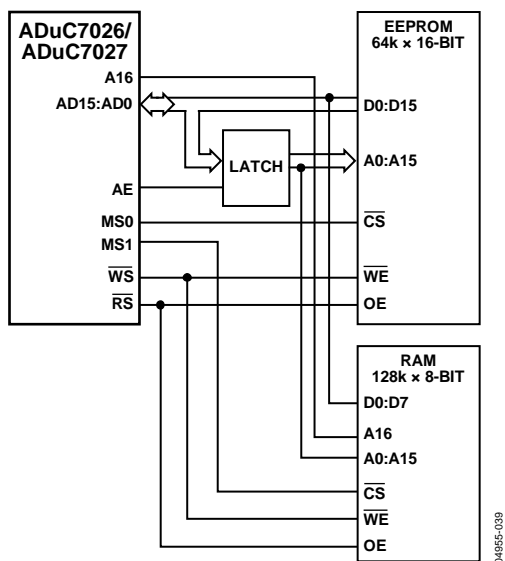 ADuC7026/
ADuC7027
A16
AD15:AD0
AE
MS0
MS1
WS
RS
LATCH
EEPROM
64k × 16-BIT
D0:D15
A0:A15
CS
WE
OE
RAM
128k × 8-BIT
D0:D7
A16
A0:A15
CS
WE
OE
04955-039